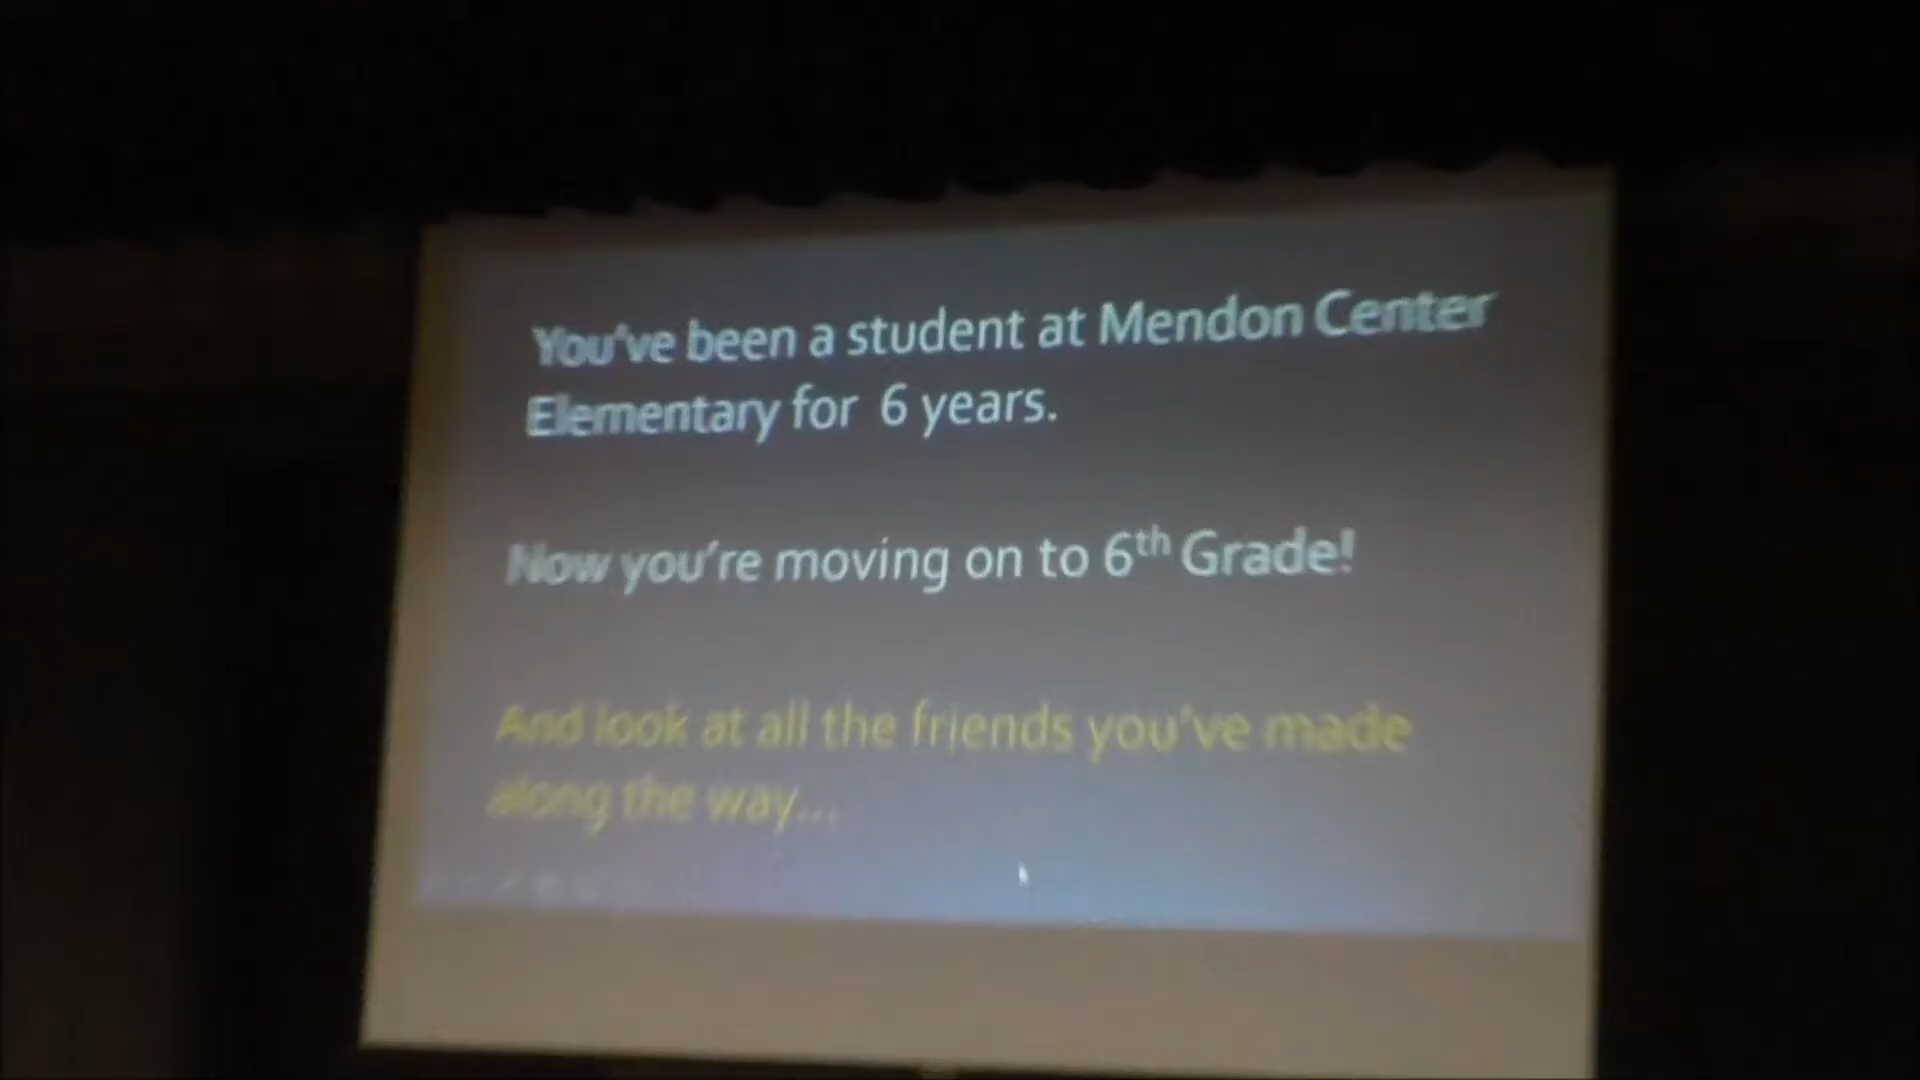 You've been a student at Mendon Center
Elementary for 6 years.
Now you're moving on to 6th Grade!
And look at all the friends you've made
along the way...